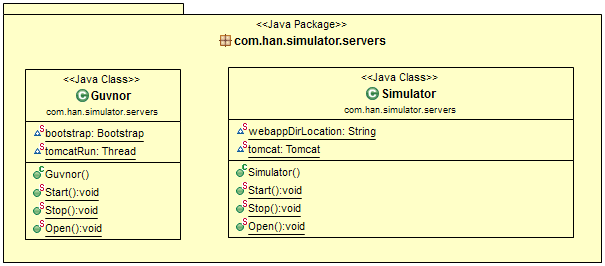 <<Java Package>>
com.han.simulator.servers
<<Java Class>>
C Guvnor
com.han.simulator.servers
S bootstrap: Bootstrap
S tomcatRun: Thread
C Guvnor()
S Start():void
S Stop():void
S Open():void
<<Java Class>>
C Simulator
com.han.simulator.servers
S webappDirLocation: String
S tomcat: Tomcat
C Simulator()
S Start():void
S Stop():void
S Open():void